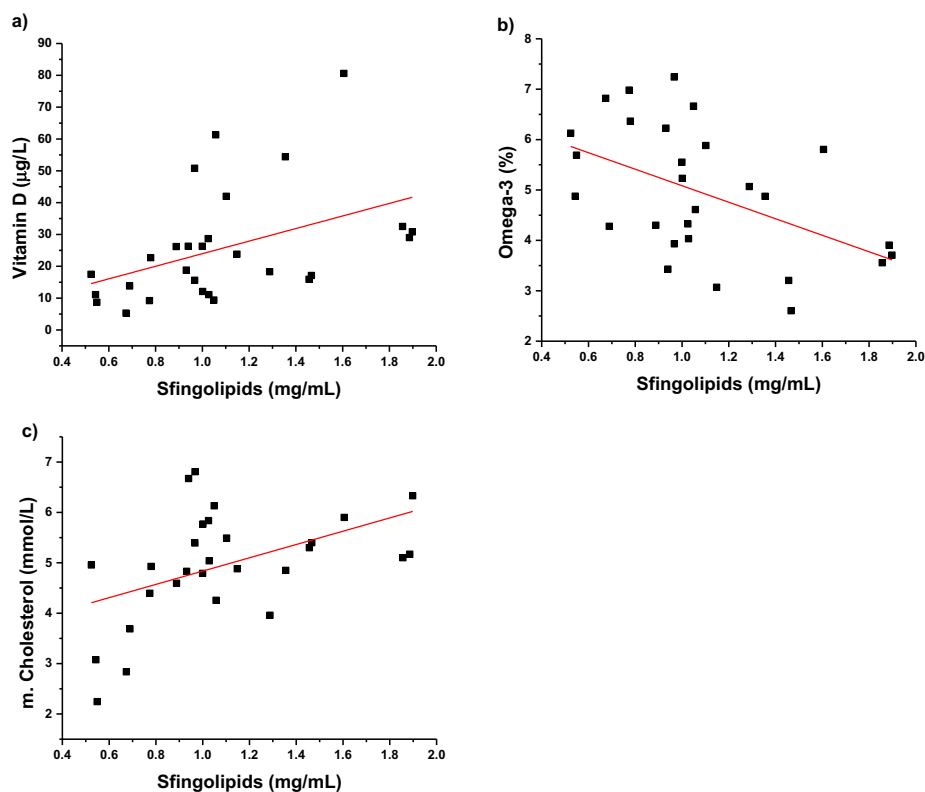 a)
Vitamin D (μg/L)
90
80
70
60
50
40
30
20
10
0
0.4 0.6 0.8 1.0 1.2 1.4 1.6 1.8 2.0
Sfingolipids (mg/mL)
b)
Omega-3 (%)
8
7
6
5
4
3
2
0.4 0.6 0.8 1.0 1.2 1.4 1.6 1.8 2.0
Sfingolipids (mg/mL)
c)
m. Cholesterol (mmol/L)
7
6
5
4
3
2
0.4 0.6 0.8 1.0 1.2 1.4 1.6 1.8 2.0
Sfingolipids (mg/mL)